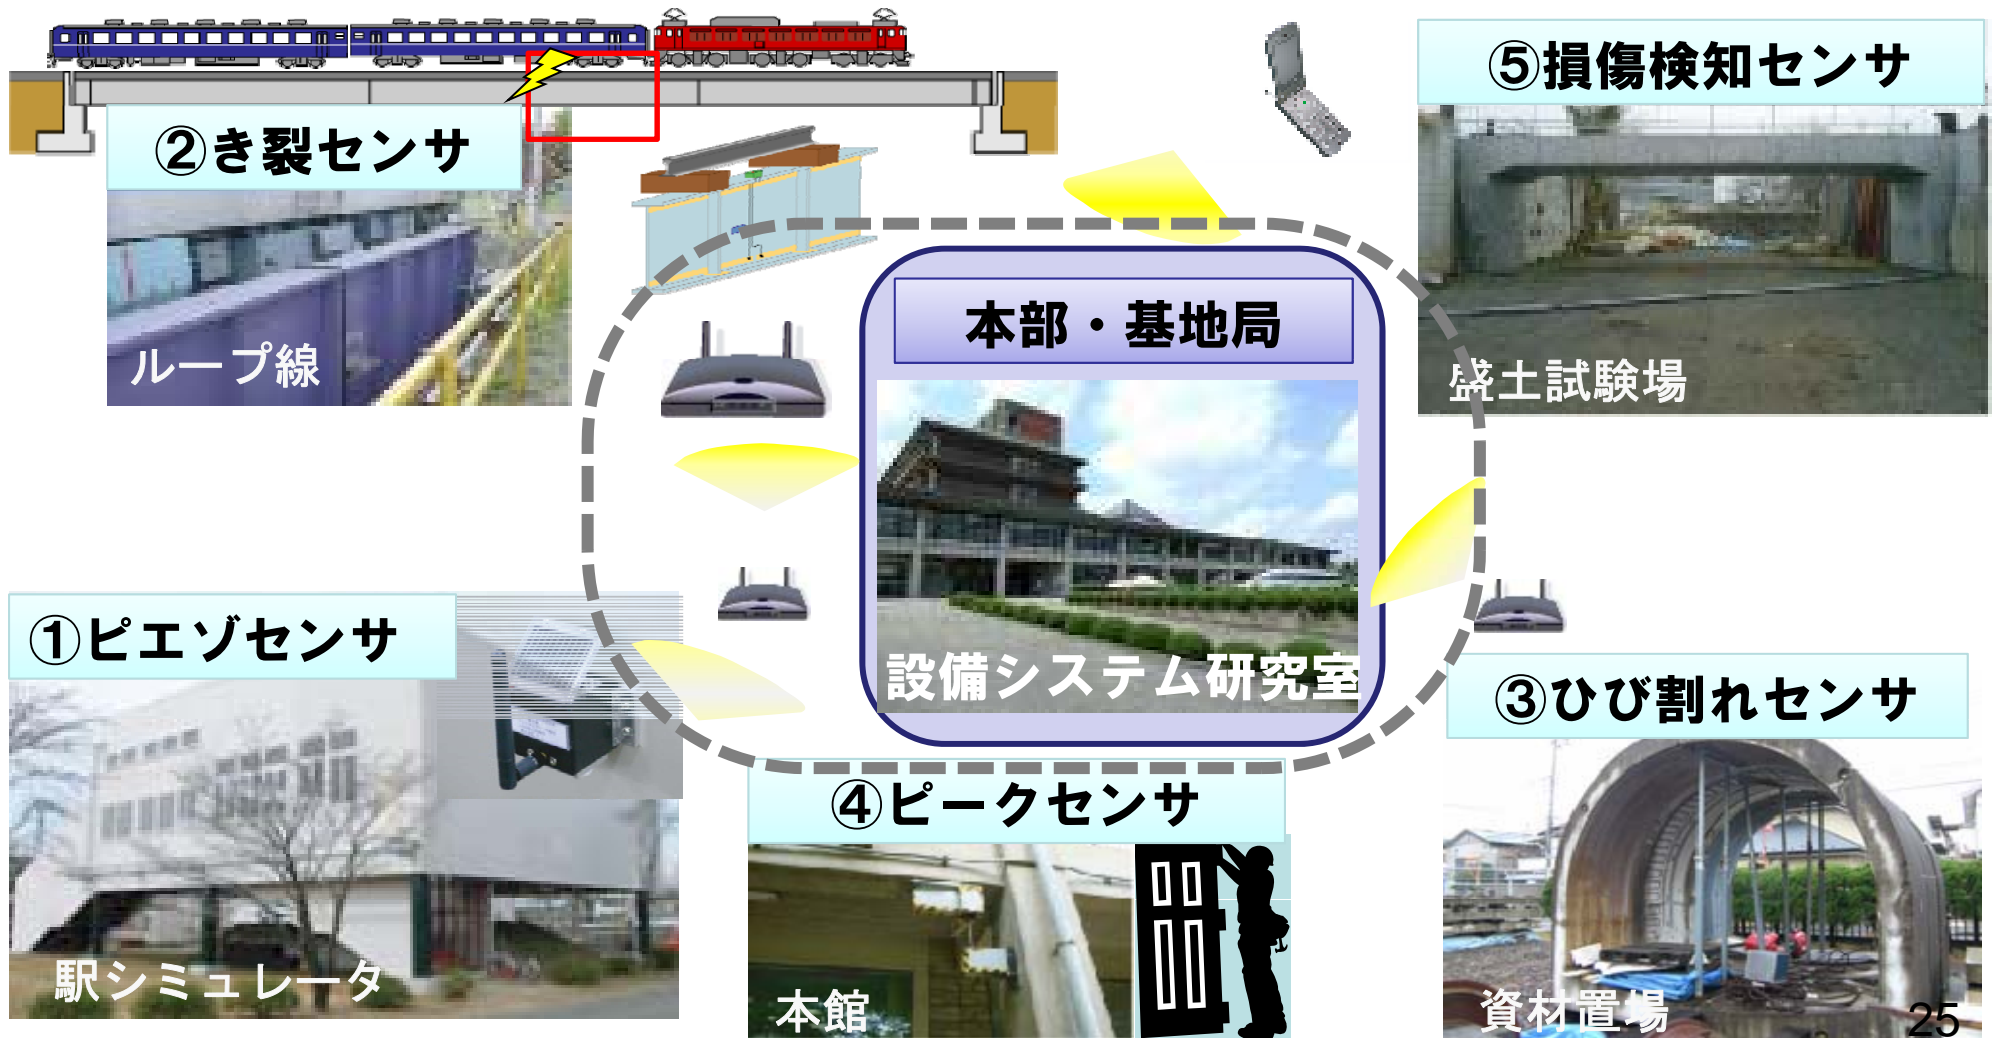 ⑤損傷検知センサ
②き裂センサ
本部・基地局
ループ線
盛土試験場
①ピエゾセンサ
設備システム研究室
③ひび割れセンサ
④ピークセンサ
駅シミュレータ
本館
資材置場
25